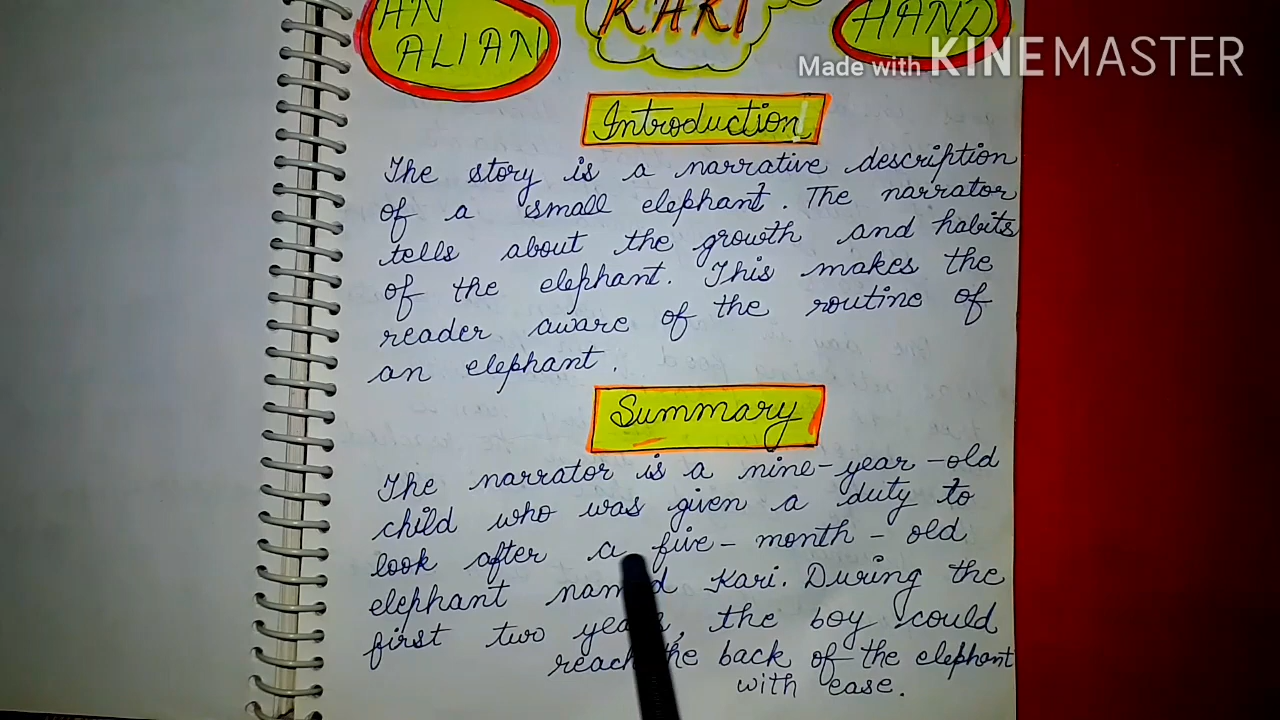 AN
ALIAN
KARI
HAND
Made with KINEMASTER
Introduction
The story is a narrative description
of a small elephant. The narrator
tells about the growth and habits
of the elephant. This makes the
reader aware of the routine of
an elephant.
Summary
The narrator is a nine-year-old
child who was given a duty to
look after a five-month-old
elephant named Kari. During the
first two years, the boy could
reach the back of the elephant
with ease.